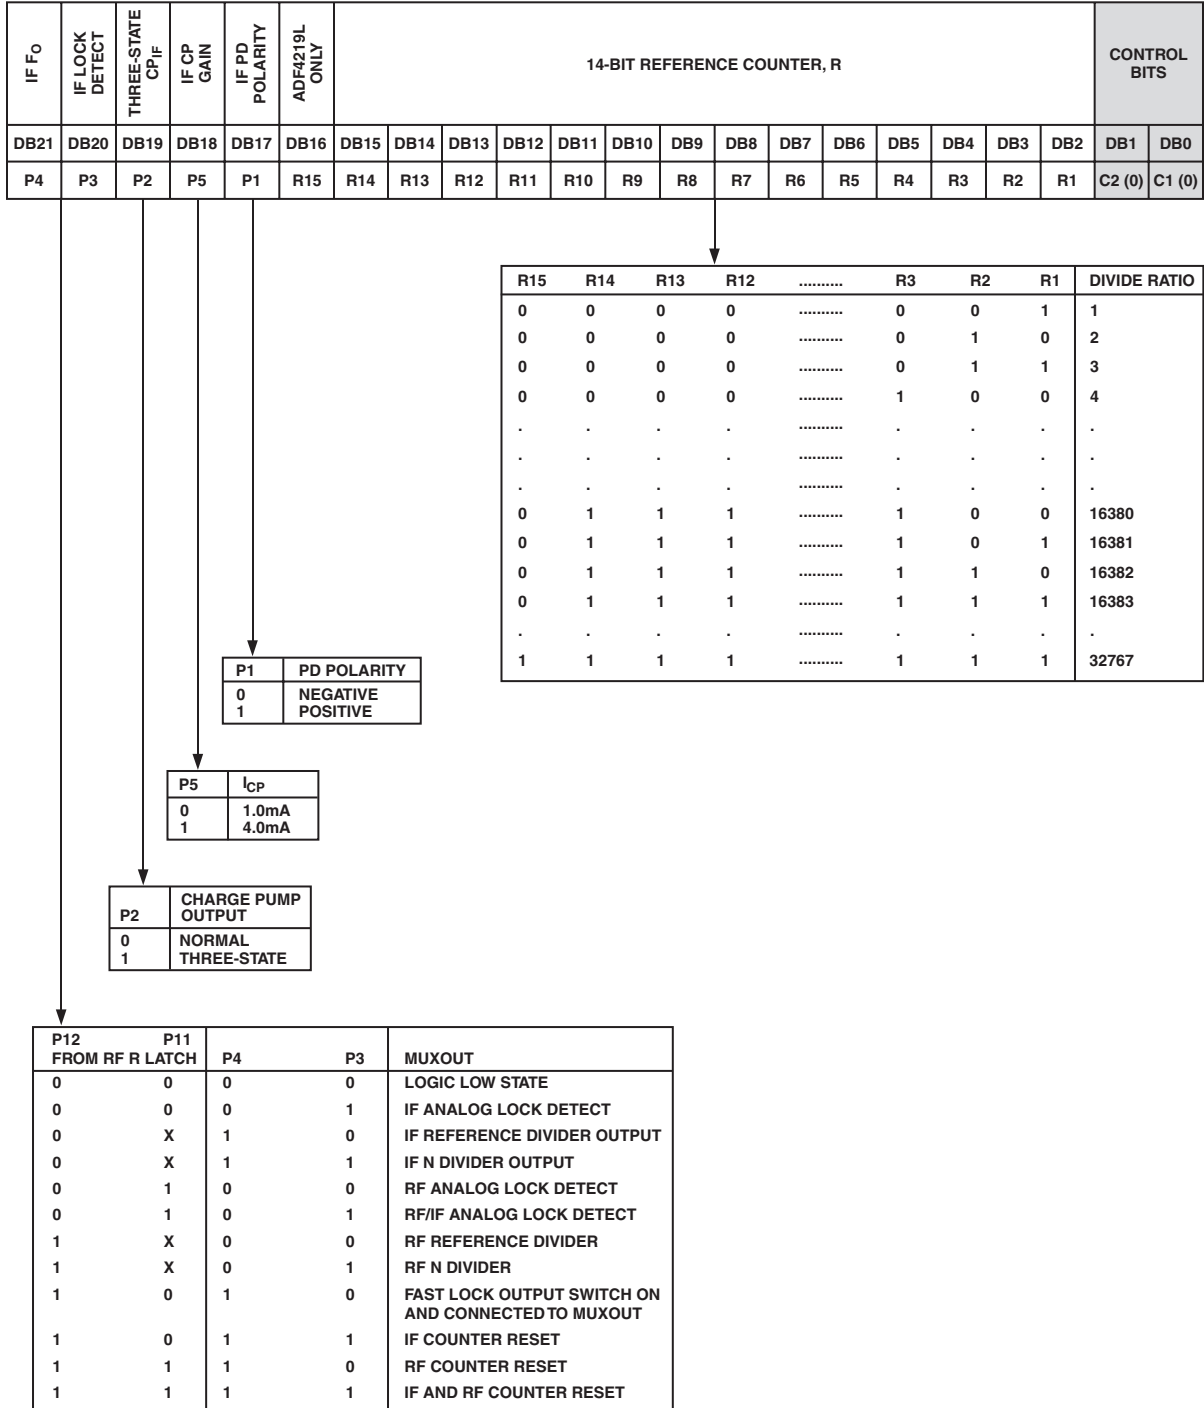 IF FO
IF LOCK DETECT
THREE-STATE CPIF
IF CP GAIN
IF PD POLARITY
ADF4219L ONLY
14-BIT REFERENCE COUNTER, R
CONTROL BITS
DB21 DB20 DB19 DB18 DB17 DB16 DB15 DB14 DB13 DB12 DB11 DB10 DB9 DB8 DB7 DB6 DB5 DB4 DB3 DB2 DB1 DB0
P4 P3 P2 P5 P1 R15 R14 R13 R12 R11 R10 R9 R8 R7 R6 R5 R4 R3 R2 R1 C2 (0) C1 (0)
R15 R14 R13 R12 .......... R3 R2 R1 DIVIDE RATIO
0 0 0 0 .......... 0 0 1 1
0 0 0 0 .......... 0 1 0 2
0 0 0 0 .......... 0 1 1 3
0 0 0 0 .......... 1 0 0 4
. . . . .......... . . . .
. . . . .......... . . . .
. . . . .......... . . . .
0 1 1 1 .......... 1 0 0 16380
0 1 1 1 .......... 1 0 1 16381
0 1 1 1 .......... 1 1 0 16382
0 1 1 1 .......... 1 1 1 16383
. . . . .......... . . . .
1 1 1 1 .......... 1 1 1 32767
P1 PD POLARITY
0 NEGATIVE
1 POSITIVE
P5 ICP
0 1.0mA
1 4.0mA
P2 CHARGE PUMP OUTPUT
0 NORMAL
1 THREE-STATE
P12 P11
FROM RF R LATCH P4 P3 MUXOUT
0 0 0 0 LOGIC LOW STATE
0 0 0 1 IF ANALOG LOCK DETECT
0 X 1 0 IF REFERENCE DIVIDER OUTPUT
0 X 1 1 IF N DIVIDER OUTPUT
0 1 0 0 RF ANALOG LOCK DETECT
0 1 0 1 RF/IF ANALOG LOCK DETECT
1 X 0 0 RF REFERENCE DIVIDER
1 X 0 1 RF N DIVIDER
1 0 1 0 FAST LOCK OUTPUT SWITCH ON
AND CONNECTED TO MUXOUT
1 0 1 1 IF COUNTER RESET
1 1 1 0 RF COUNTER RESET
1 1 1 1 IF AND RF COUNTER RESET